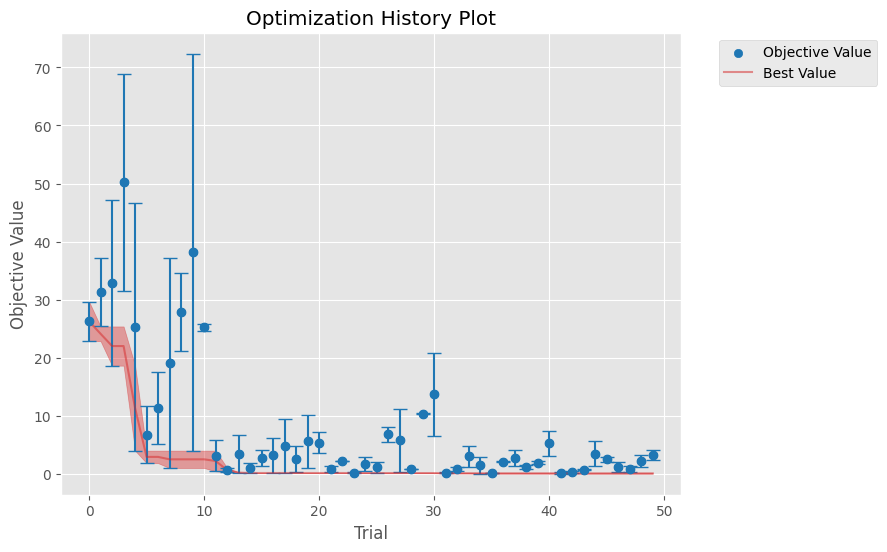 Optimization History Plot
Objective Value
Best Value
Objective Value
70
60
50
40
30
20
10
0
0 10 20 30 40 50
Trial